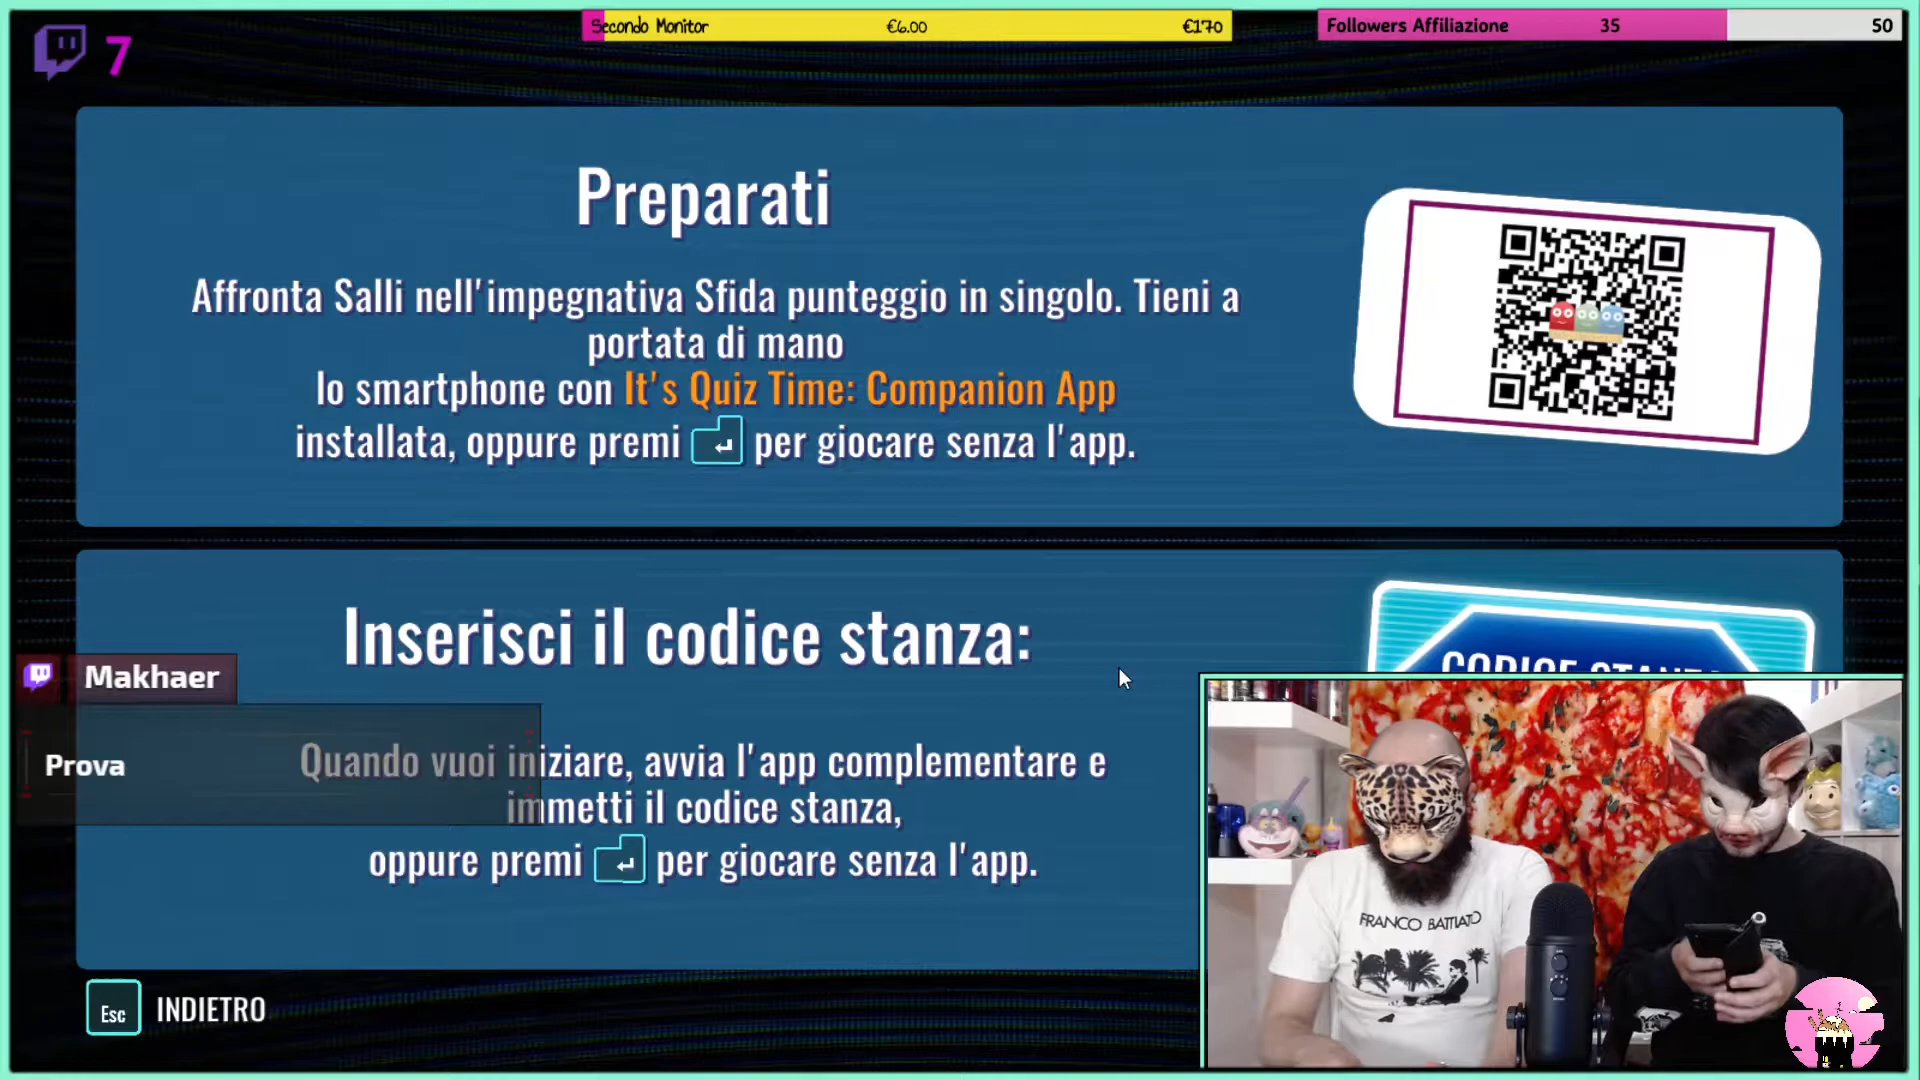 Secondo Monitor €6.00 €170
Followers Affiliazione 35 50
7
Preparati
Affronta Salli nell'impegnativa Sfida punteggio in singolo. Tieni a
portata di mano
lo smartphone con It's Quiz Time: Companion App
installata, oppure premi per giocare senza l'app.
Inserisci il codice stanza:
CODICE STANZA
Makhaer
Prova
Quando vuoi iniziare, avvia l'app complementare e
immetti il codice stanza,
oppure premi per giocare senza l'app.
FRANCO BATTIATO
Esc INDIETRO